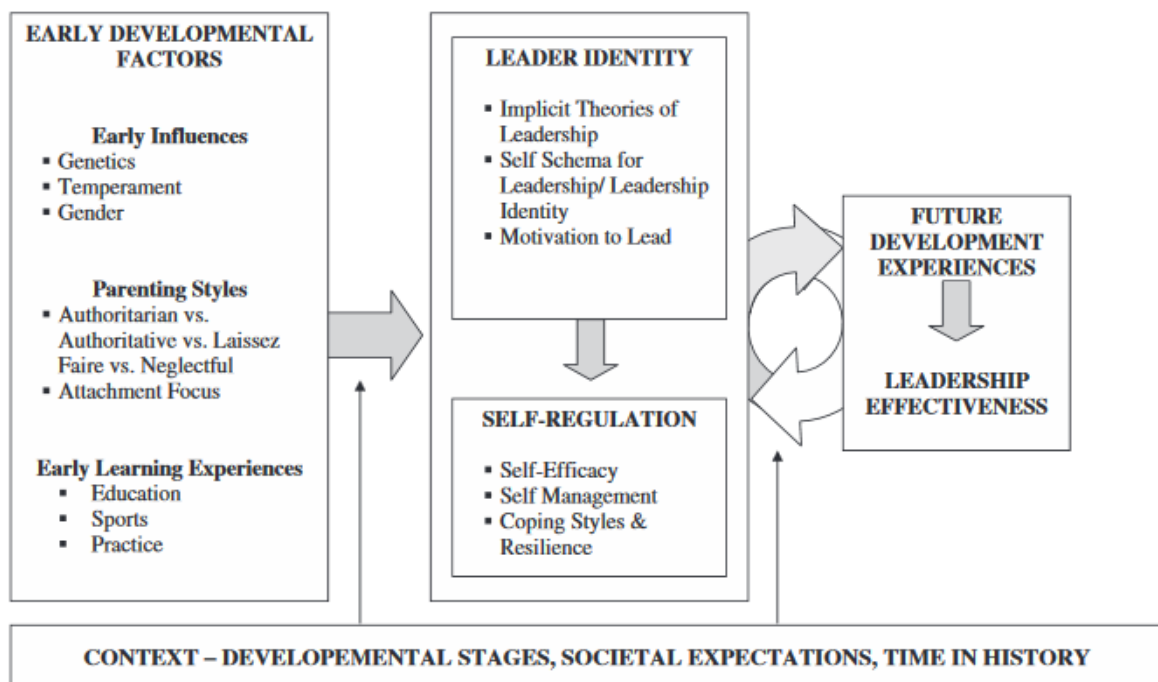 EARLY DEVELOPMENTAL
FACTORS
Early Influences
▪ Genetics
▪ Temperament
▪ Gender
Parenting Styles
▪ Authoritarian vs.
Authoritative vs. Laissez
Faire vs. Neglectful
▪ Attachment Focus
Early Learning Experiences
▪ Education
▪ Sports
▪ Practice
LEADER IDENTITY
▪ Implicit Theories of
Leadership
▪ Self Schema for
Leadership/ Leadership
Identity
▪ Motivation to Lead
SELF-REGULATION
▪ Self-Efficacy
▪ Self Management
▪ Coping Styles &
Resilience
FUTURE
DEVELOPMENT
EXPERIENCES
LEADERSHIP
EFFECTIVENESS
CONTEXT – DEVELOPEMENTAL STAGES, SOCIETAL EXPECTATIONS, TIME IN HISTORY